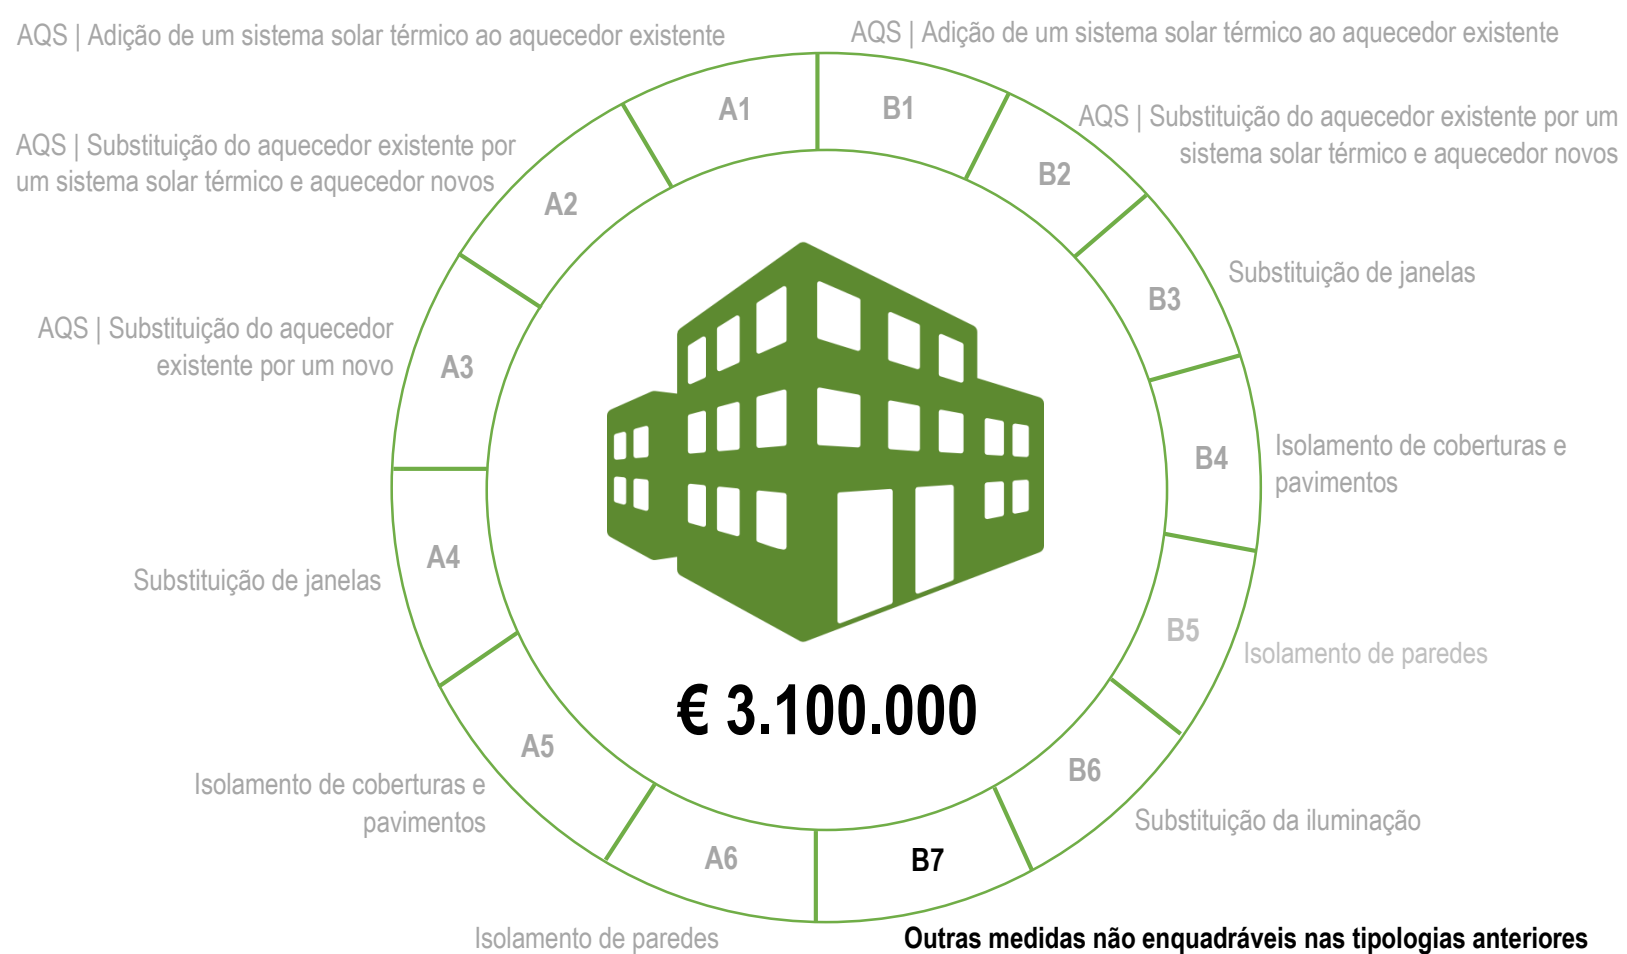 AQS | Adição de um sistema solar térmico ao aquecedor existente
AQS | Adição de um sistema solar térmico ao aquecedor existente
A1
B1
AQS | Substituição do aquecedor existente por
um sistema solar térmico e aquecedor novos
AQS | Substituição do aquecedor existente por um
sistema solar térmico e aquecedor novos
A2
B2
AQS | Substituição do aquecedor
existente por um novo
A3
B3
Substituição de janelas
A4
Substituição de janelas
B4
Isolamento de coberturas e
pavimentos
B5
Isolamento de paredes
€ 3.100.000
A5
Isolamento de coberturas e
pavimentos
B6
Substituição da iluminação
A6
Isolamento de paredes
B7
Outras medidas não enquadráveis nas tipologias anteriores